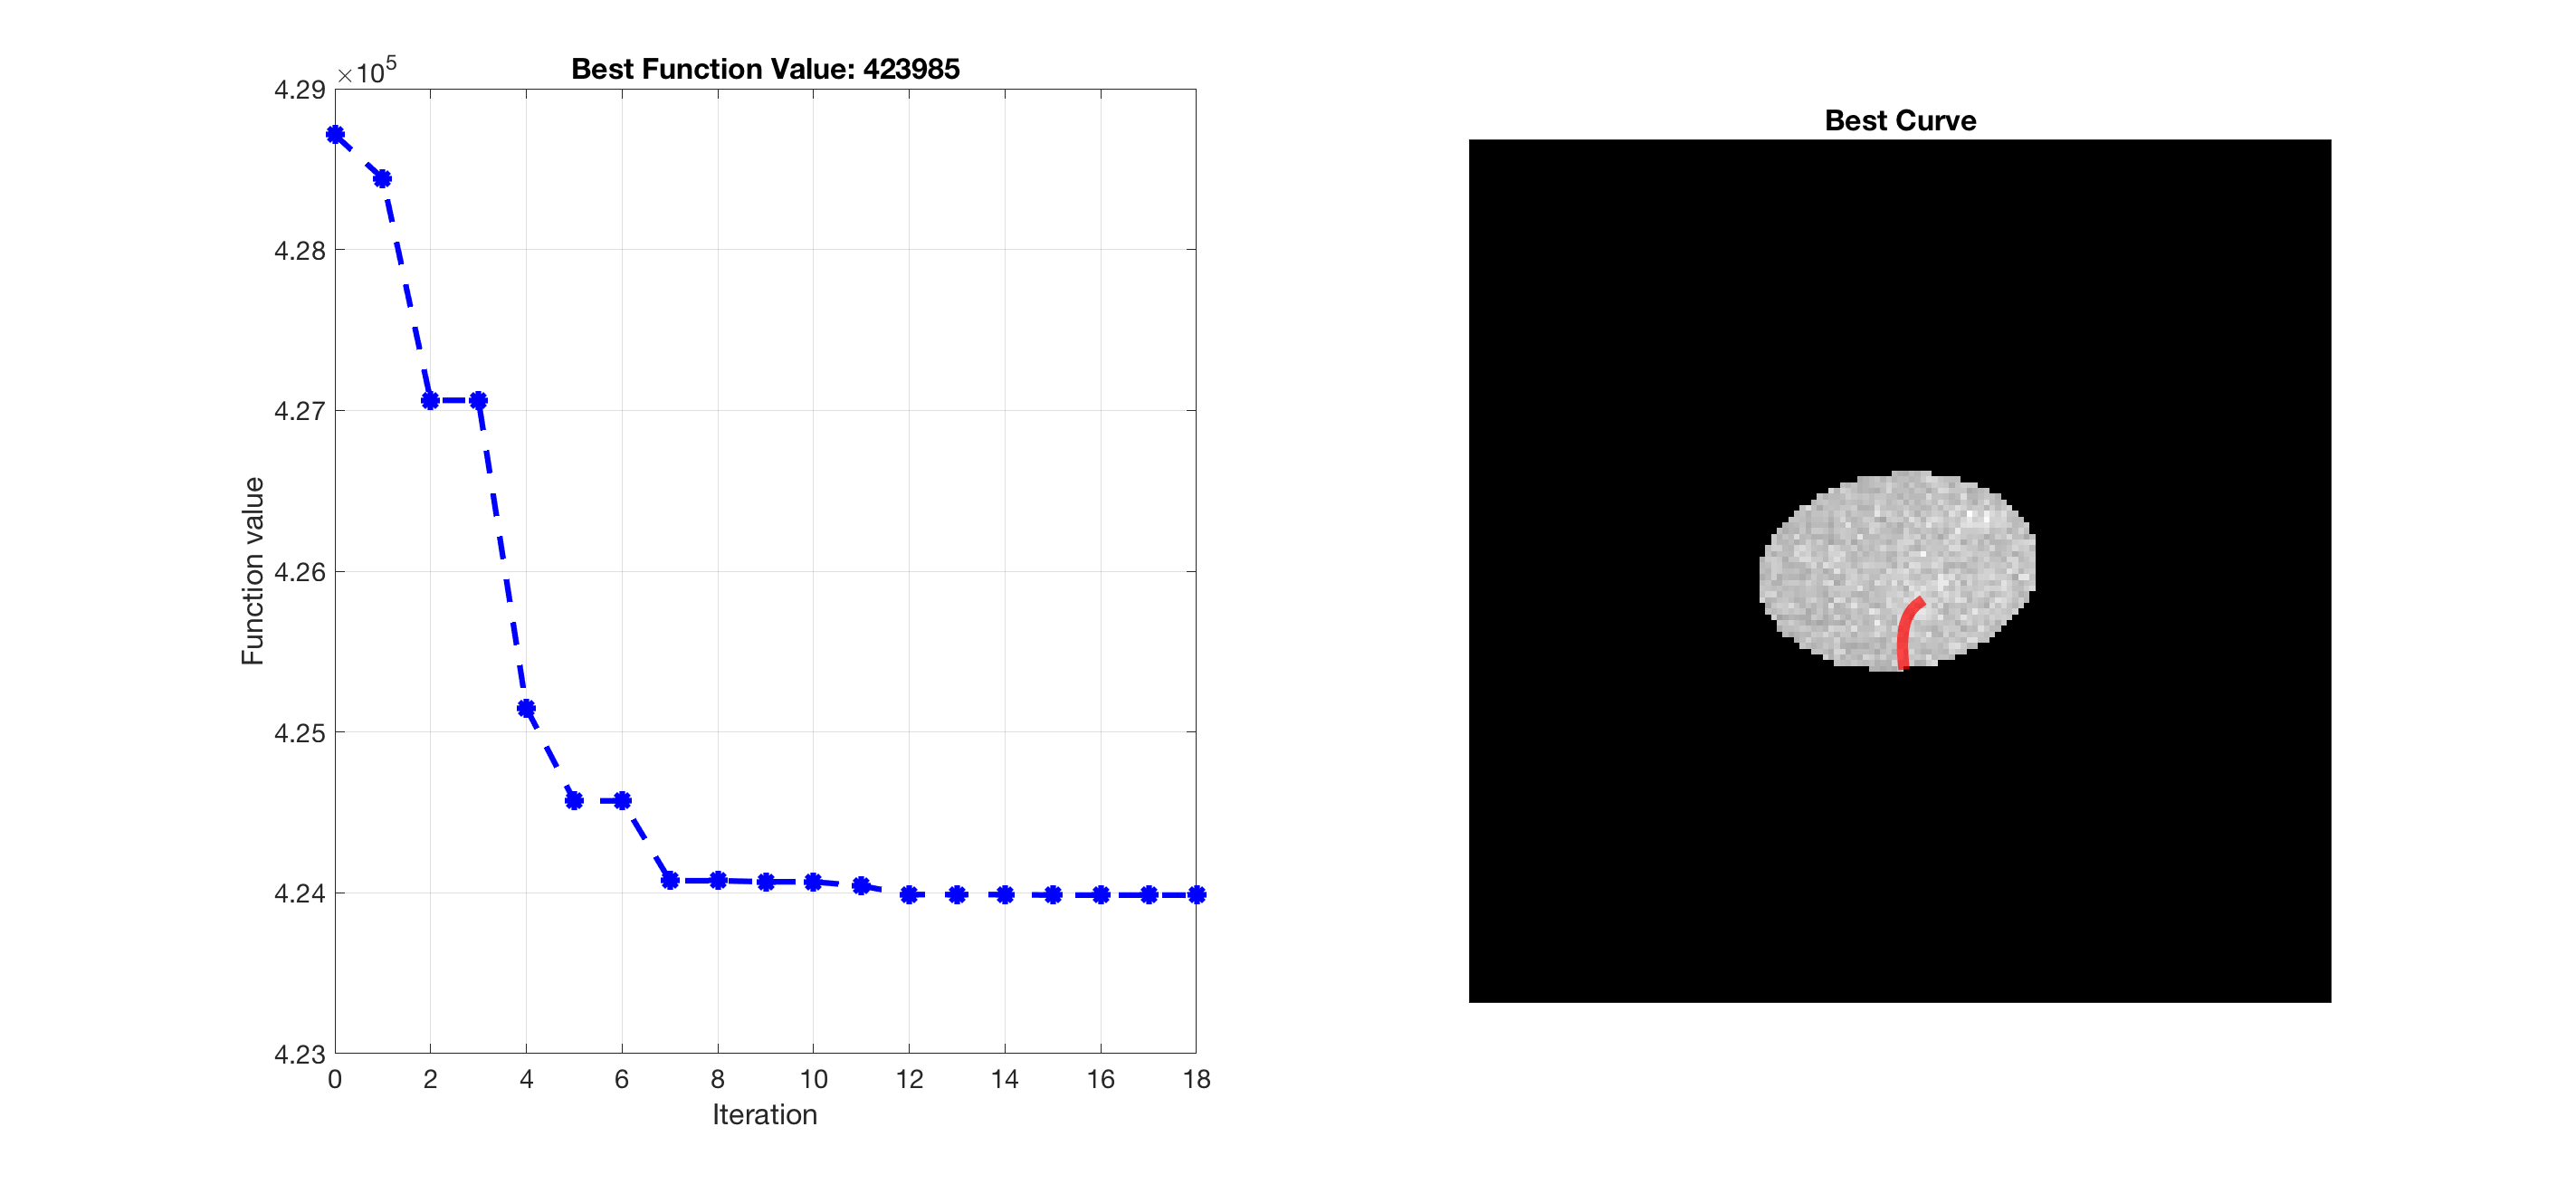 ×10^5
Best Function Value: 423985
4.29
4.28
4.27
4.26
4.25
4.24
4.23
Function value
0 2 4 6 8 10 12 14 16 18
Iteration
Best Curve